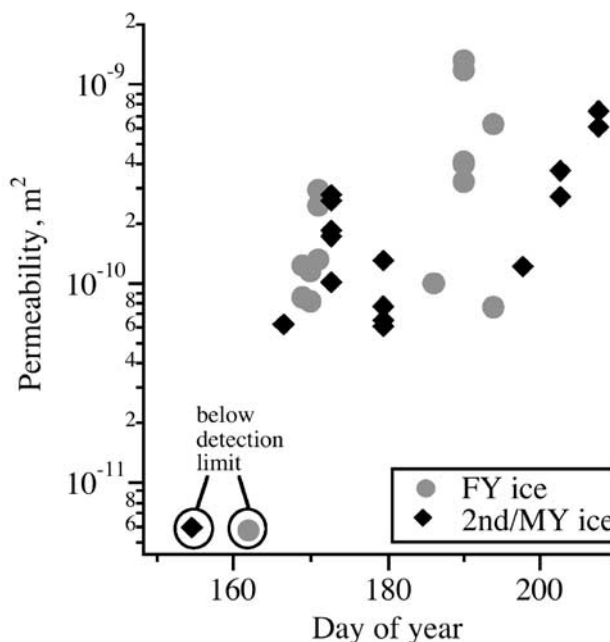 2
10-9
8
6
4
2
10-10
8
6
4
2
10-11
8
6
Permeability, m2
below
detection
limit
FY ice
2nd/MY ice
160
180
200
Day of year